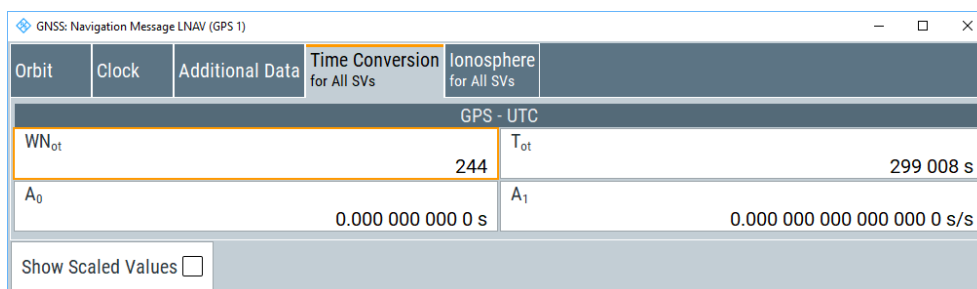 GNSS: Navigation Message LNAV (GPS 1)
Orbit Clock Additional Data Time Conversion for All SVs Ionosphere for All SVs
GPS - UTC
WNot Tot
244 299 008 s
A0 A1
0.000 000 000 0 s 0.000 000 000 000 000 0 s/s
Show Scaled Values